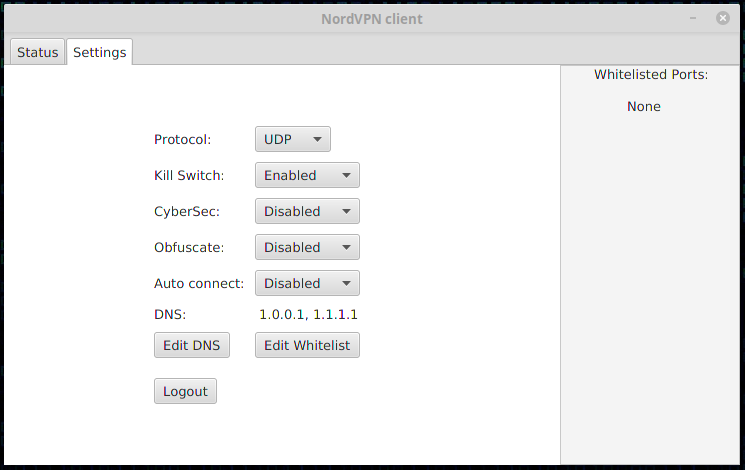 NordVPN client
Status Settings
Whitelisted Ports:
None
Protocol: UDP
Kill Switch: Enabled
CyberSec: Disabled
Obfuscate: Disabled
Auto connect: Disabled
DNS: 1.0.0.1, 1.1.1.1
Edit DNS Edit Whitelist
Logout